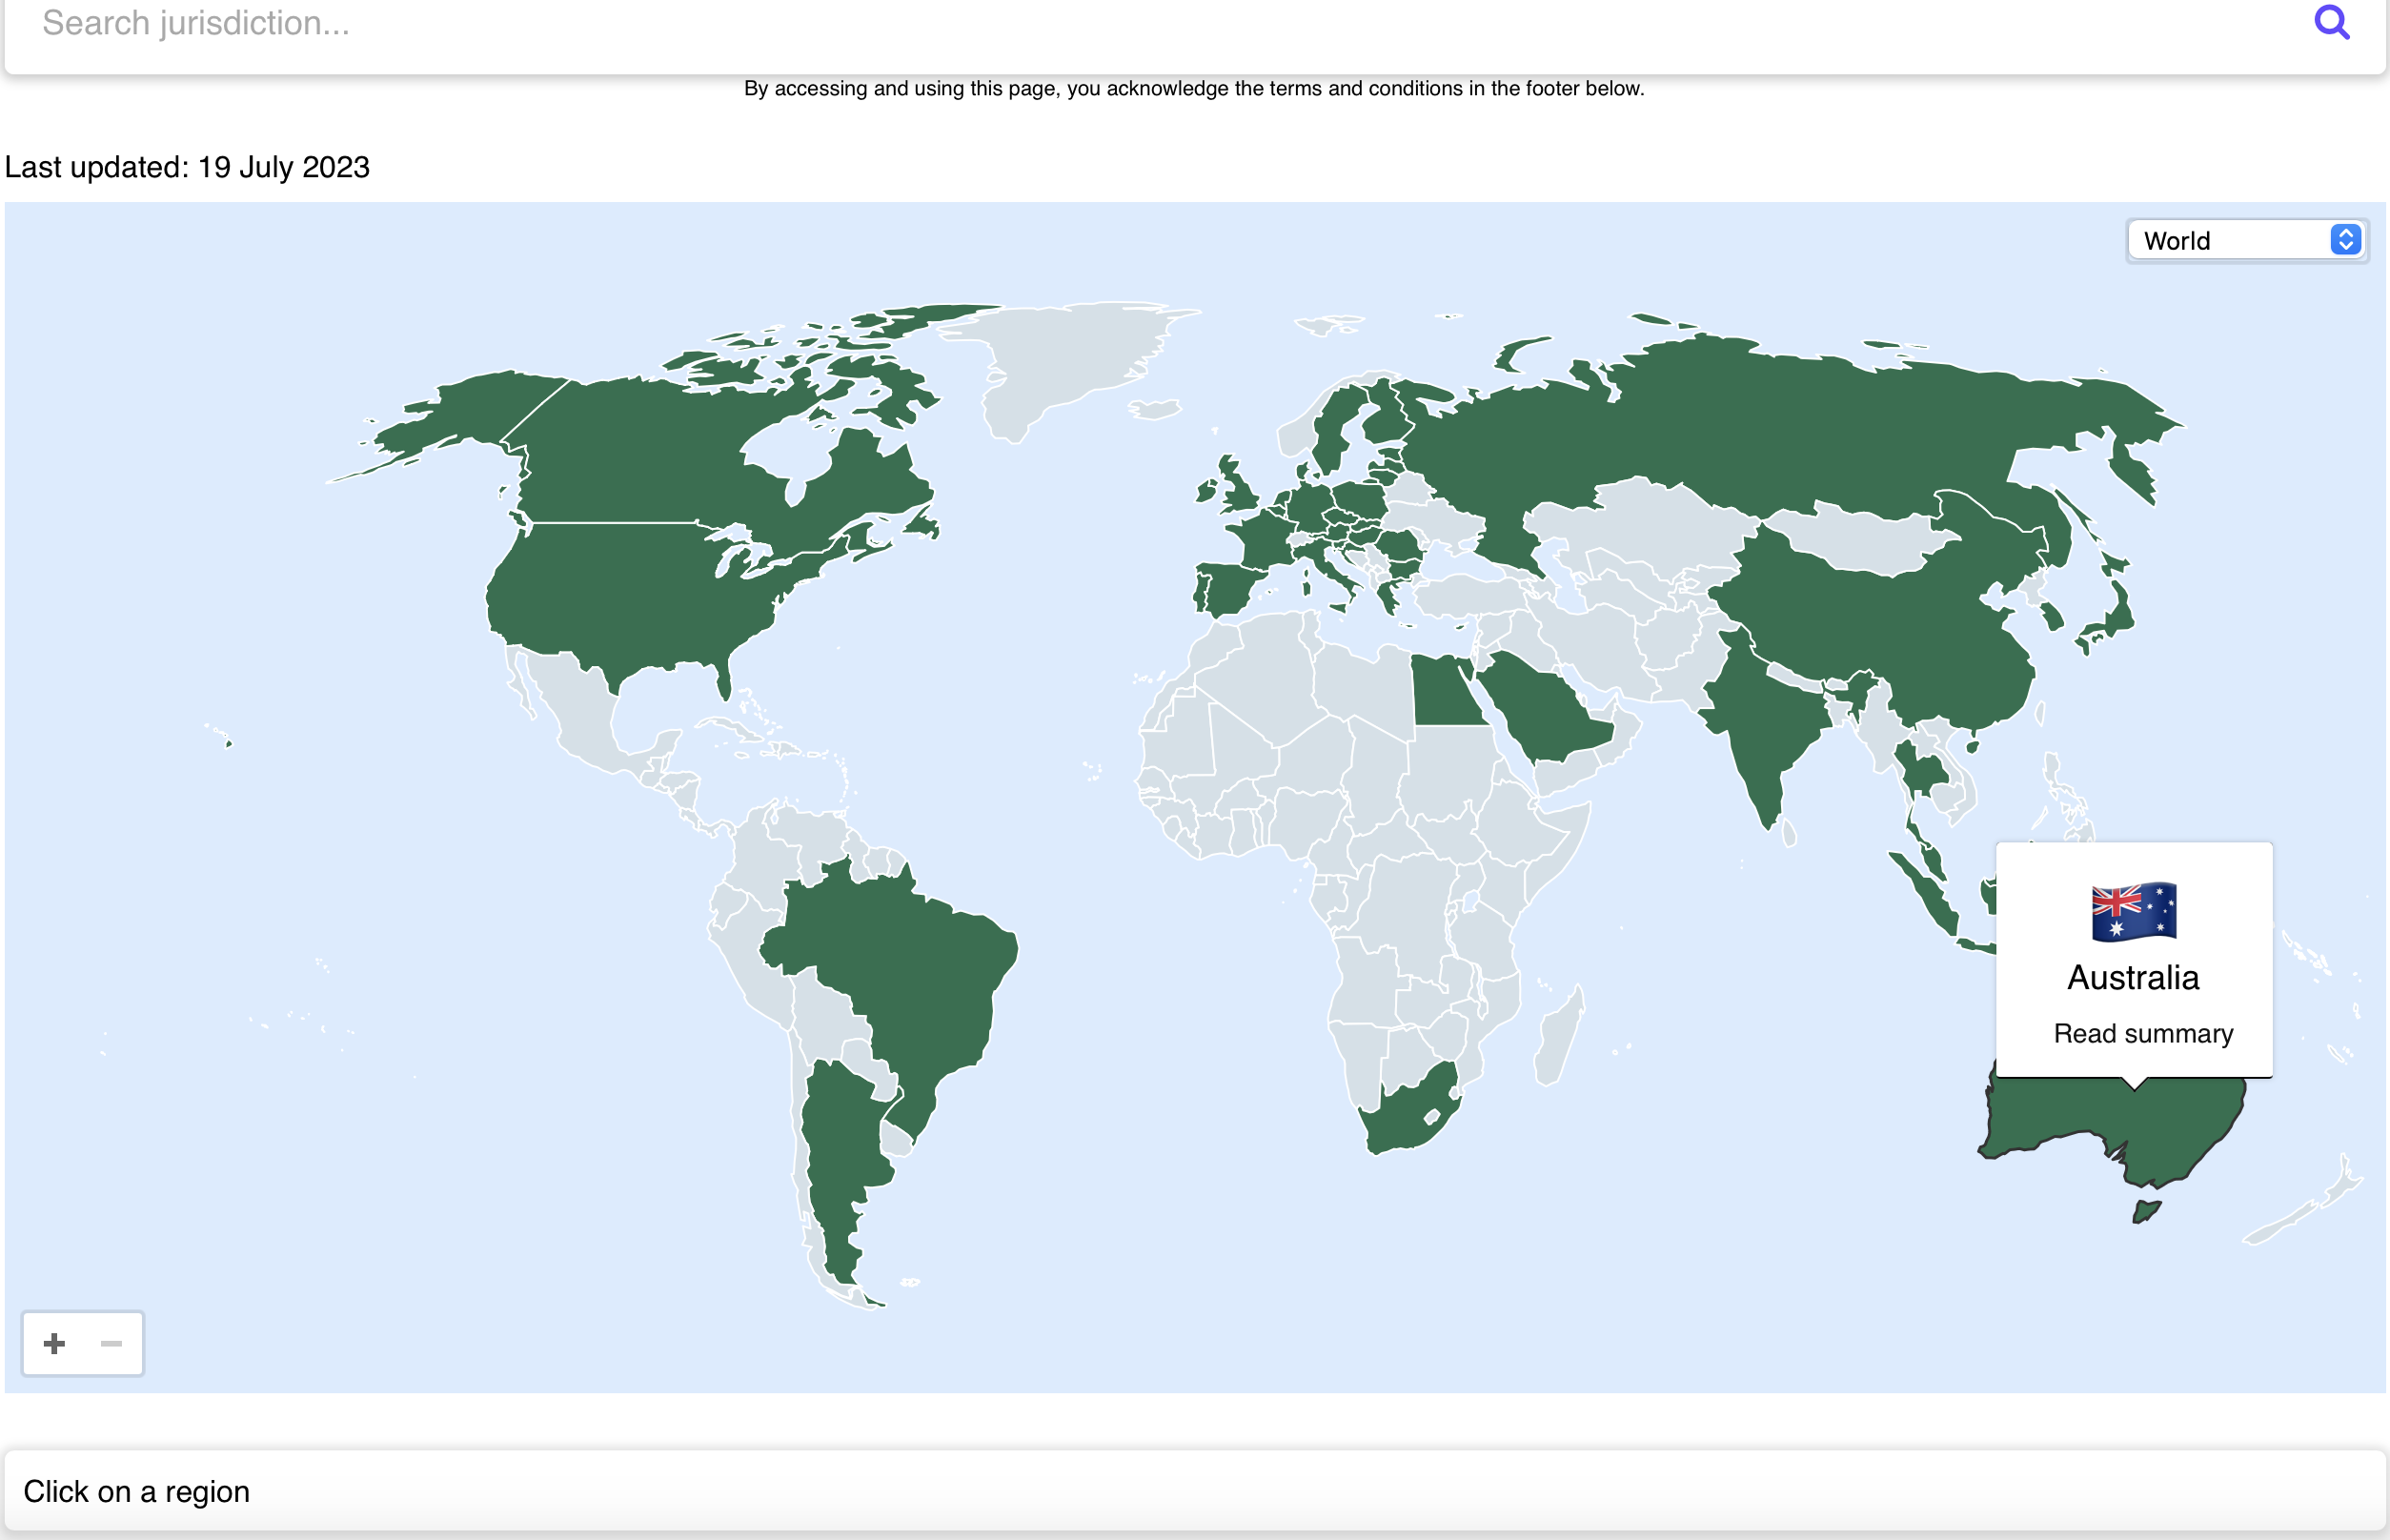 Search jurisdiction...
By accessing and using this page, you acknowledge the terms and conditions in the footer below.
Last updated: 19 July 2023
World
Australia
Read summary
Click on a region